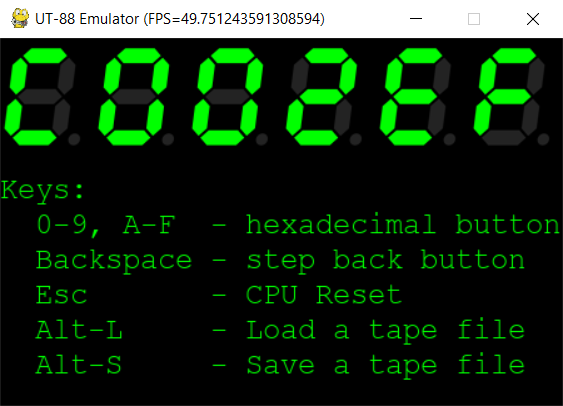 UT-88 Emulator (FPS=49.751243591308594)
C002EF
Keys:
0-9, A-F - hexadecimal button
Backspace - step back button
Esc - CPU Reset
Alt-L - Load a tape file
Alt-S - Save a tape file